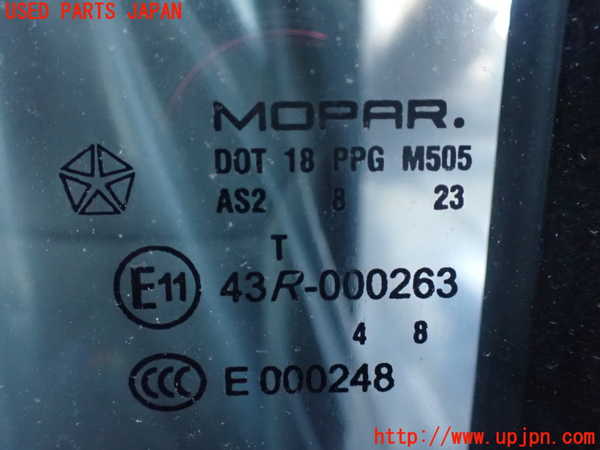 USED PARTS JAPAN
MOPAR.
DOT 18 PPG M505
AS2 8 23
T
E11 43R-000263
4 8
CCC E 000248
http://www.upjpn.com/